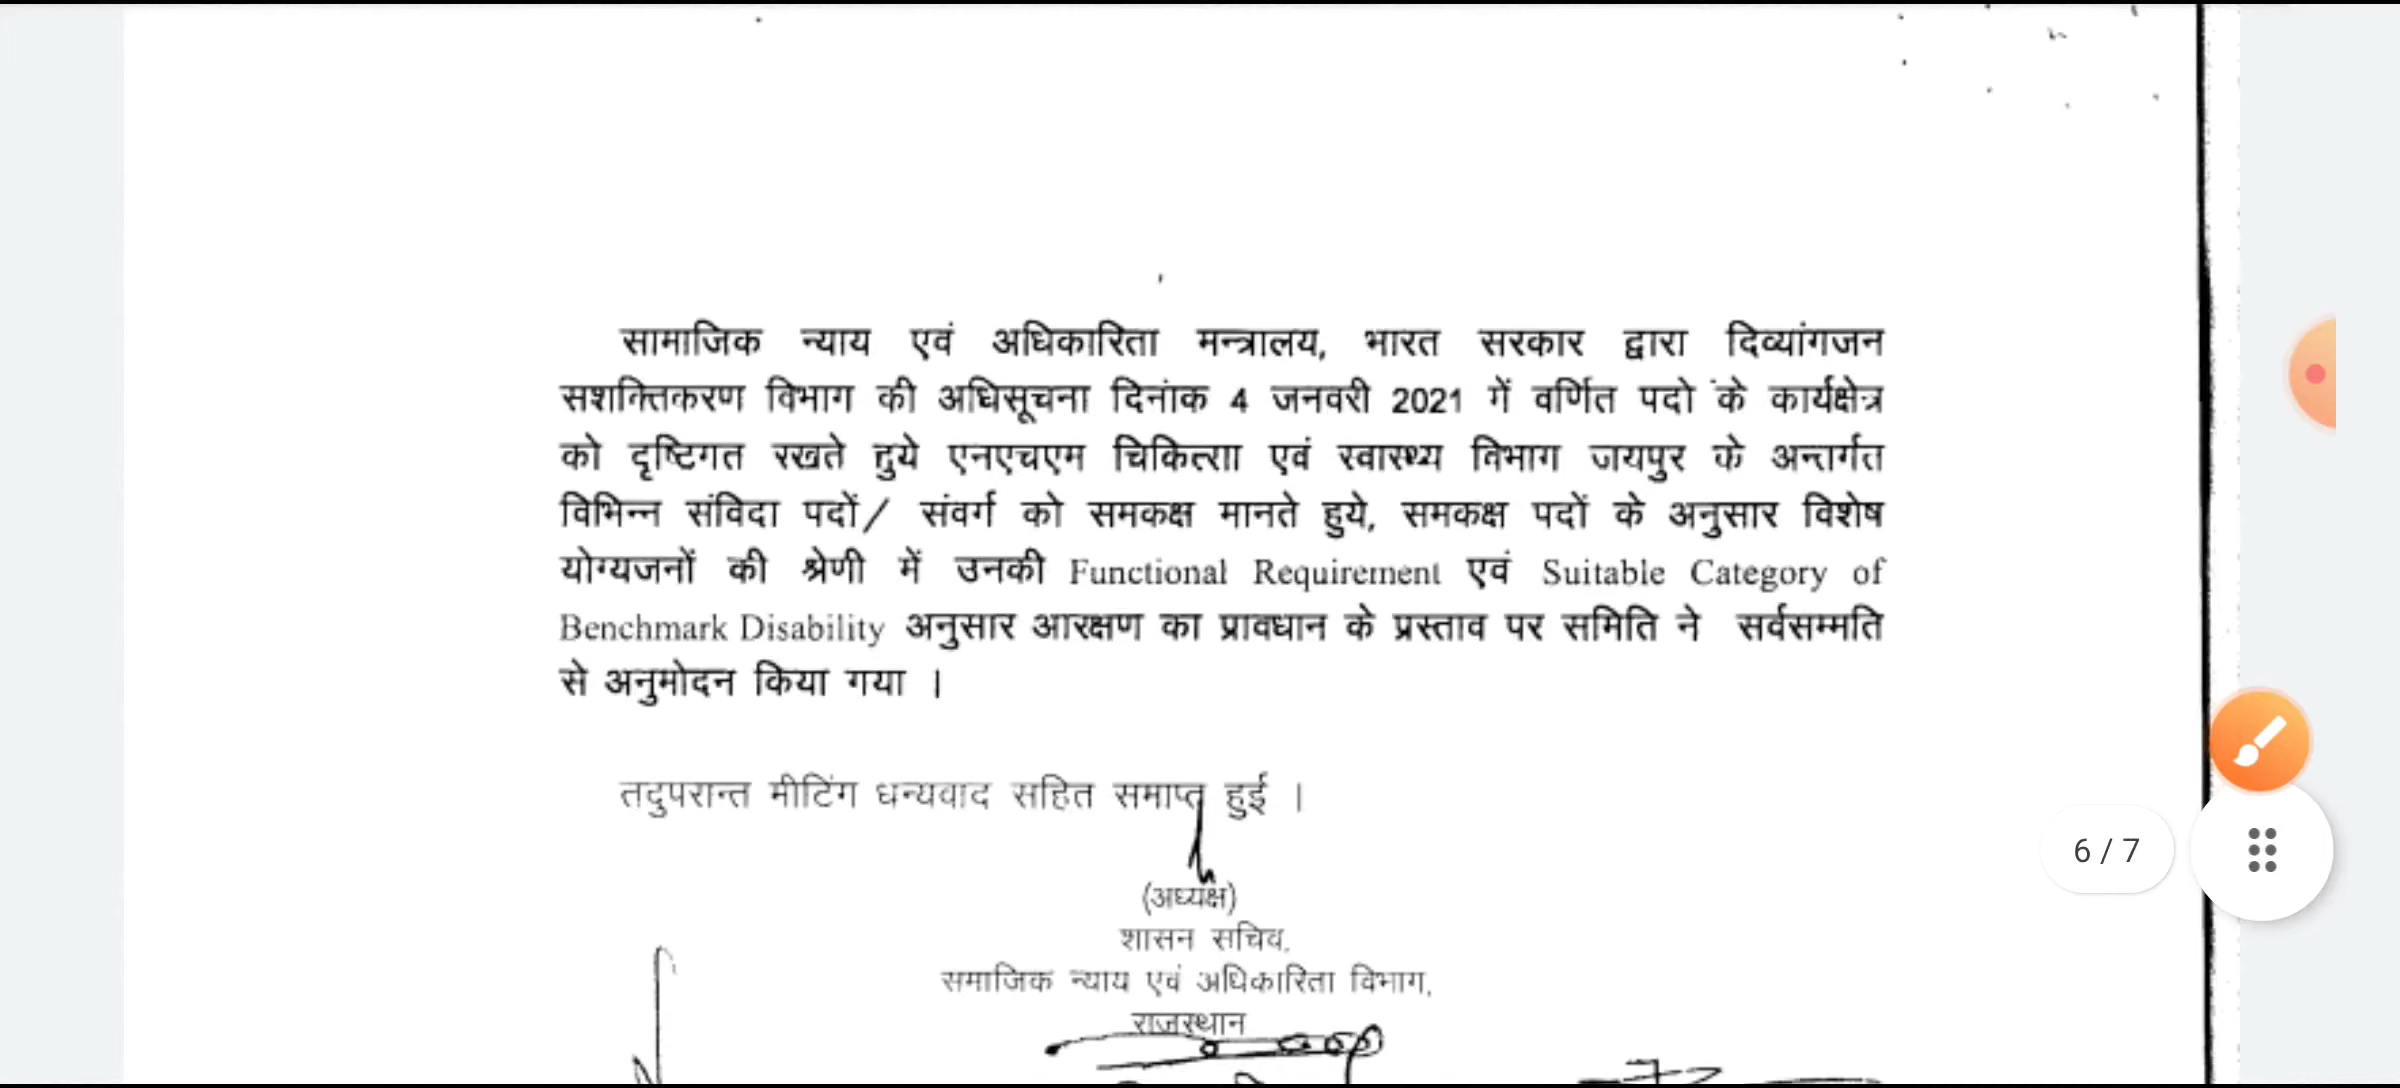 सामाजिक न्याय एवं अधिकारिता मन्त्रालय, भारत सरकार द्वारा दिव्यांगजन
सशक्तिकरण विभाग की अधिसूचना दिनांक 4 जनवरी 2021 में वर्णित पदो के कार्यक्षेत्र
को दृष्टिगत रखते हुये एनएचएम चिकित्सा एवं स्वास्थ्य विभाग जयपुर के अन्तर्गत
विभिन्न संविदा पदों/ संवर्ग को समकक्ष मानते हुये, समकक्ष पदों के अनुसार विशेष
योग्यजनों की श्रेणी में उनकी Functional Requirement एवं Suitable Category of
Benchmark Disability अनुसार आरक्षण का प्रावधान के प्रस्ताव पर समिति ने सर्वसम्मति
से अनुमोदन किया गया ।
तदुपरान्त मीटिंग धन्यवाद सहित समाप्त हुई ।
(अध्यक्ष)
शासन सचिव,
समाजिक न्याय एवं अधिकारिता विभाग,
राजस्थान
6 / 7